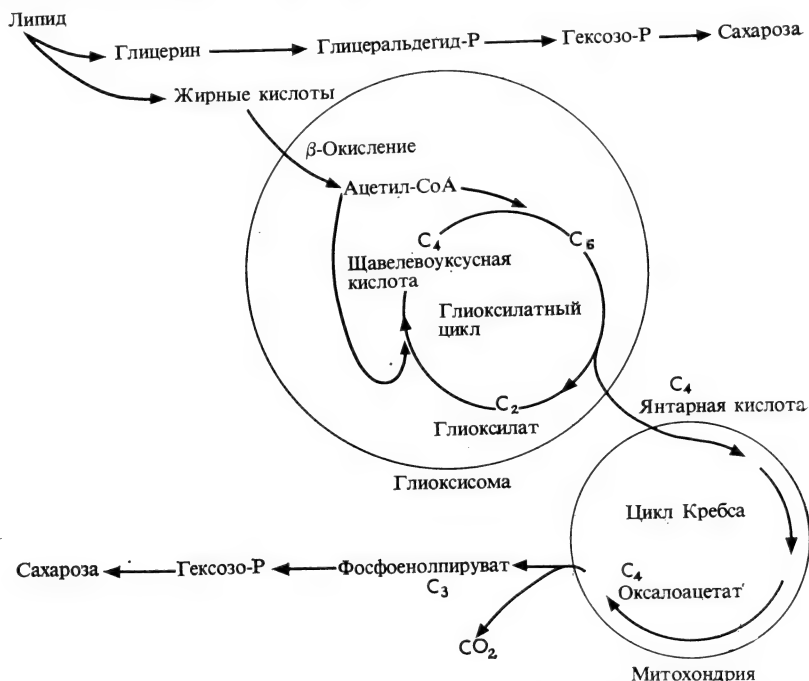 Липид
Глицерин Глицеральдегид-Р Гексозо-Р Сахароза
Жирные кислоты
β-Окисление
Ацетил-СоА
C₄ C₆
Щавелевоуксусная
кислота
Глиоксилатный
цикл
C₂
Глиоксилат
Глиоксисома
C₄
Янтарная кислота
Цикл Кребса
C₄
Оксалоацетат
Сахароза Гексозо-Р Фосфоенолпируват
C₃
CO₂
Митохондрия